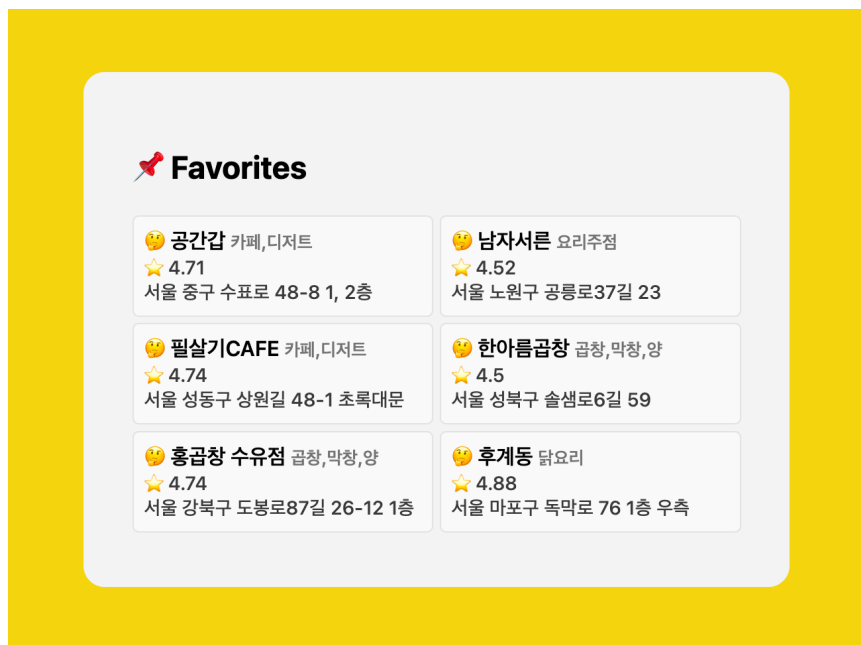 📌 Favorites
🤔 공간갑 카페,디저트
⭐ 4.71
서울 중구 수표로 48-8 1, 2층
🤔 남자서른 요리주점
⭐ 4.52
서울 노원구 공릉로37길 23
🤔 필살기CAFE 카페,디저트
⭐ 4.74
서울 성동구 상원길 48-1 초록대문
🤔 한아름곱창 곱창,막창,양
⭐ 4.5
서울 성북구 솔샘로6길 59
🤔 홍곱창 수유점 곱창,막창,양
⭐ 4.74
서울 강북구 도봉로87길 26-12 1층
🤔 후계동 닭요리
⭐ 4.88
서울 마포구 독막로 76 1층 우측